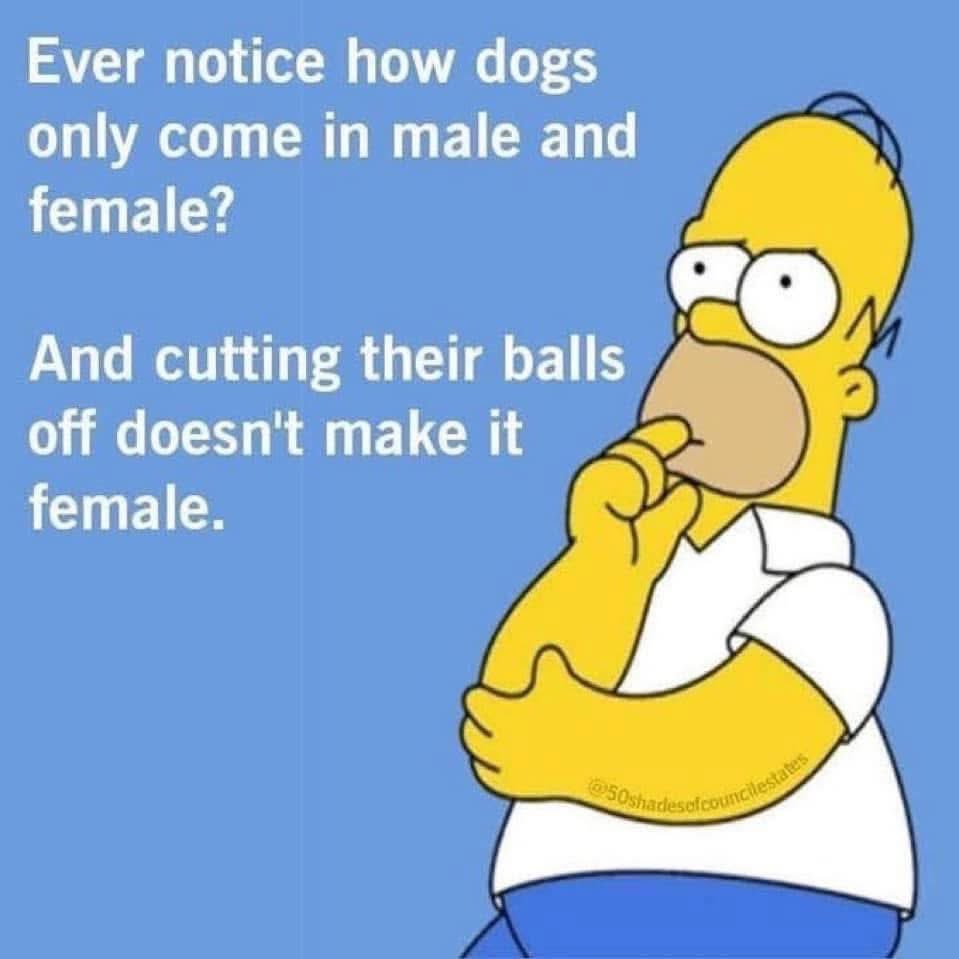 Ever notice how dogs
only come in male and
female?
And cutting their balls
off doesn't make it
female.
@50shadesofcouncilestates